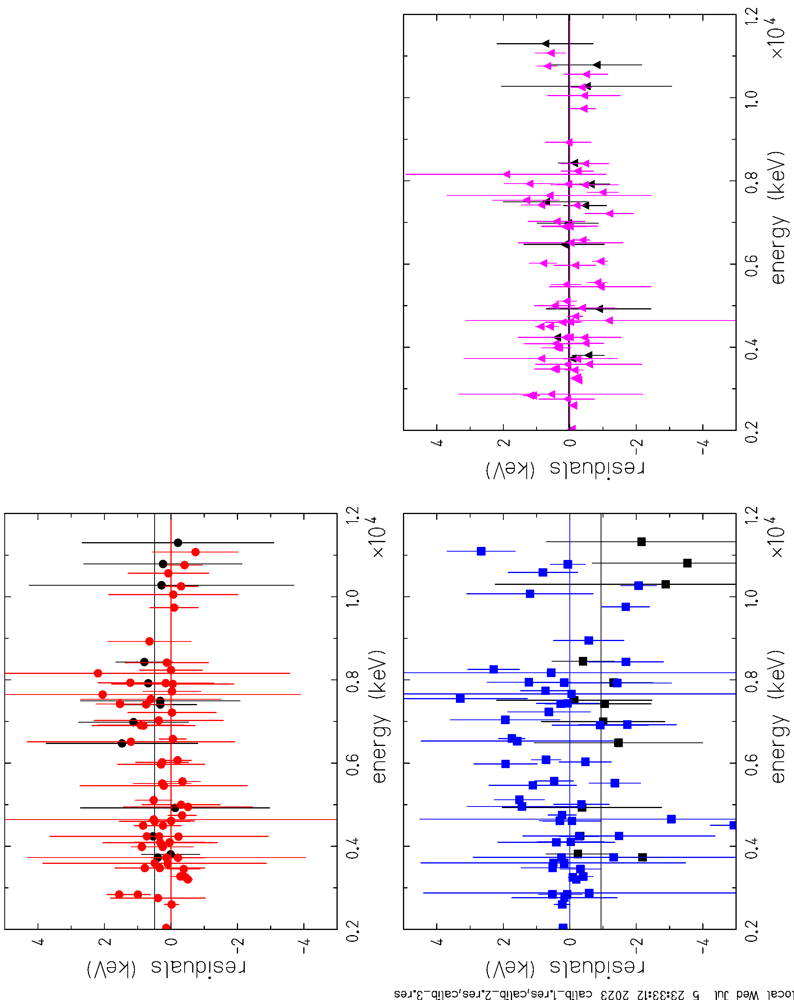 residuals (keV)
4
2
0
-2
-4
0.2 0.4 0.6 0.8 1.0 1.2
energy (keV) ×10⁴
residuals (keV)
4
2
0
-2
-4
0.2 0.4 0.6 0.8 1.0 1.2
energy (keV) ×10⁴
residuals (keV)
4
2
0
-2
-4
0.2 0.4 0.6 0.8 1.0 1.2
energy (keV) ×10⁴
local Wed Jul 5 23:33:12 2023 calib_1.res,calib_2.res,calib_3.res